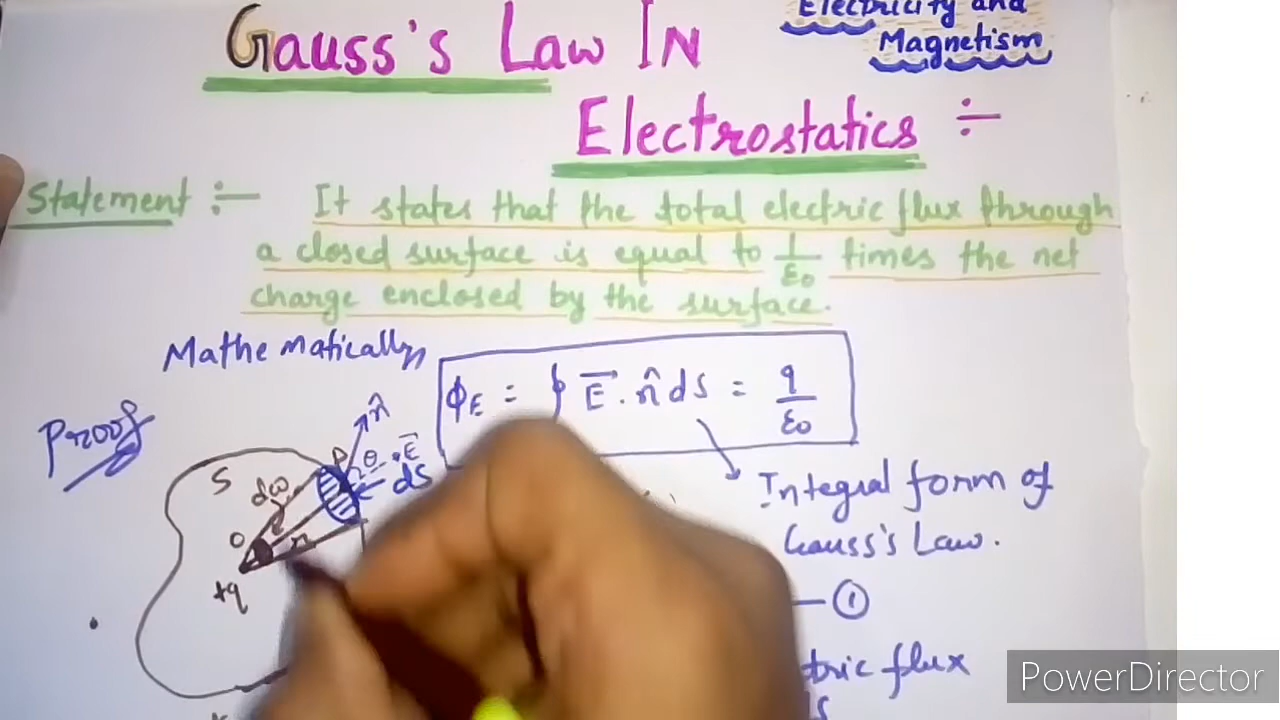 Gauss's Law In
Electricity and
Magnetism
Electrostatics :-
Statement :- It states that the total electric flux through
a closed surface is equal to 1/ε0 times the net
charge enclosed by the surface.
Mathematically,
ΦE = ∮ E⃗ . n̂ ds = q/ε0
Proof
n̂
P
θ
E⃗
ds
S
dω
O
r
+q
Integral form of
Gauss's Law.
— ①
flux
PowerDirector